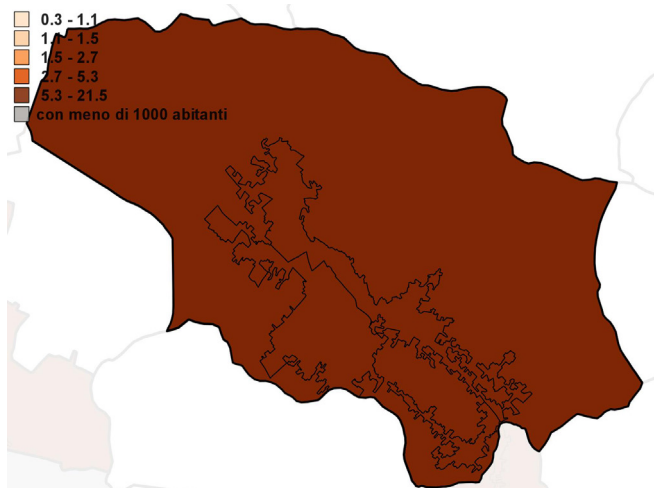 0.3 - 1.1
1.1 - 1.5
1.5 - 2.7
2.7 - 5.3
5.3 - 21.5
con meno di 1000 abitanti